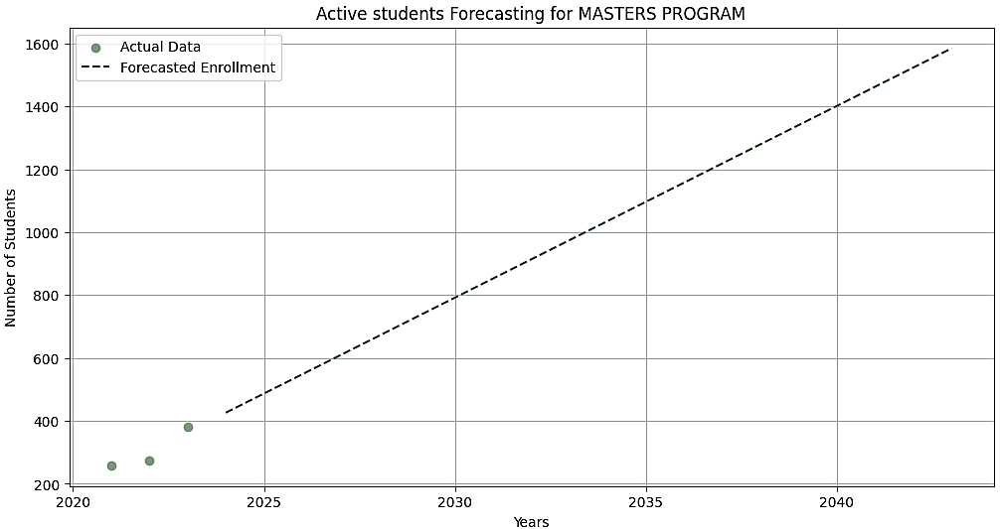 Active students Forecasting for MASTERS PROGRAM
Actual Data
Forecasted Enrollment
1600
1400
1200
1000
800
600
400
200
Number of Students
2020 2025 2030 2035 2040
Years